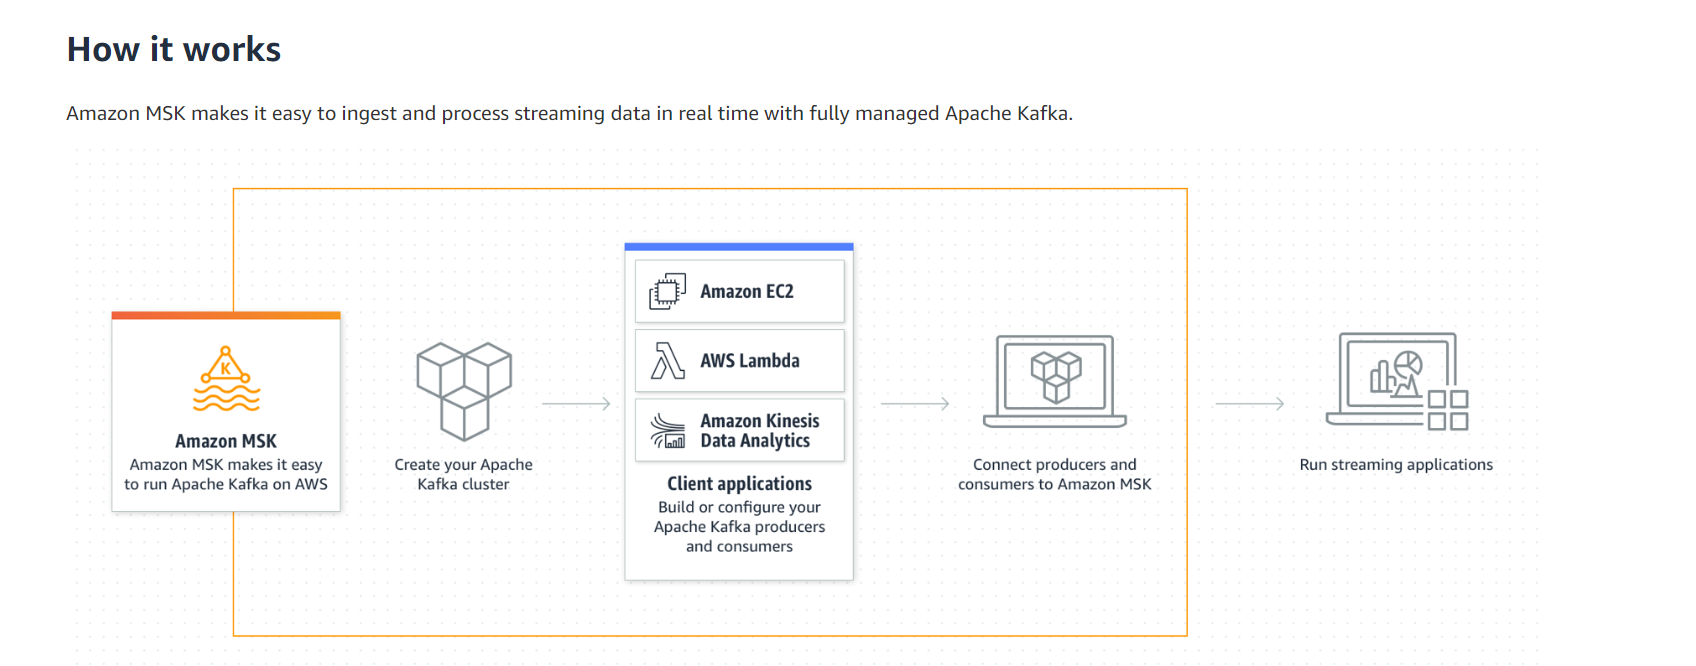 How it works
Amazon MSK makes it easy to ingest and process streaming data in real time with fully managed Apache Kafka.
K
Amazon MSK
Amazon MSK makes it easy
to run Apache Kafka on AWS
Create your Apache
Kafka cluster
Amazon EC2
AWS Lambda
Amazon Kinesis
Data Analytics
Client applications
Build or configure your
Apache Kafka producers
and consumers
Connect producers and
consumers to Amazon MSK
Run streaming applications